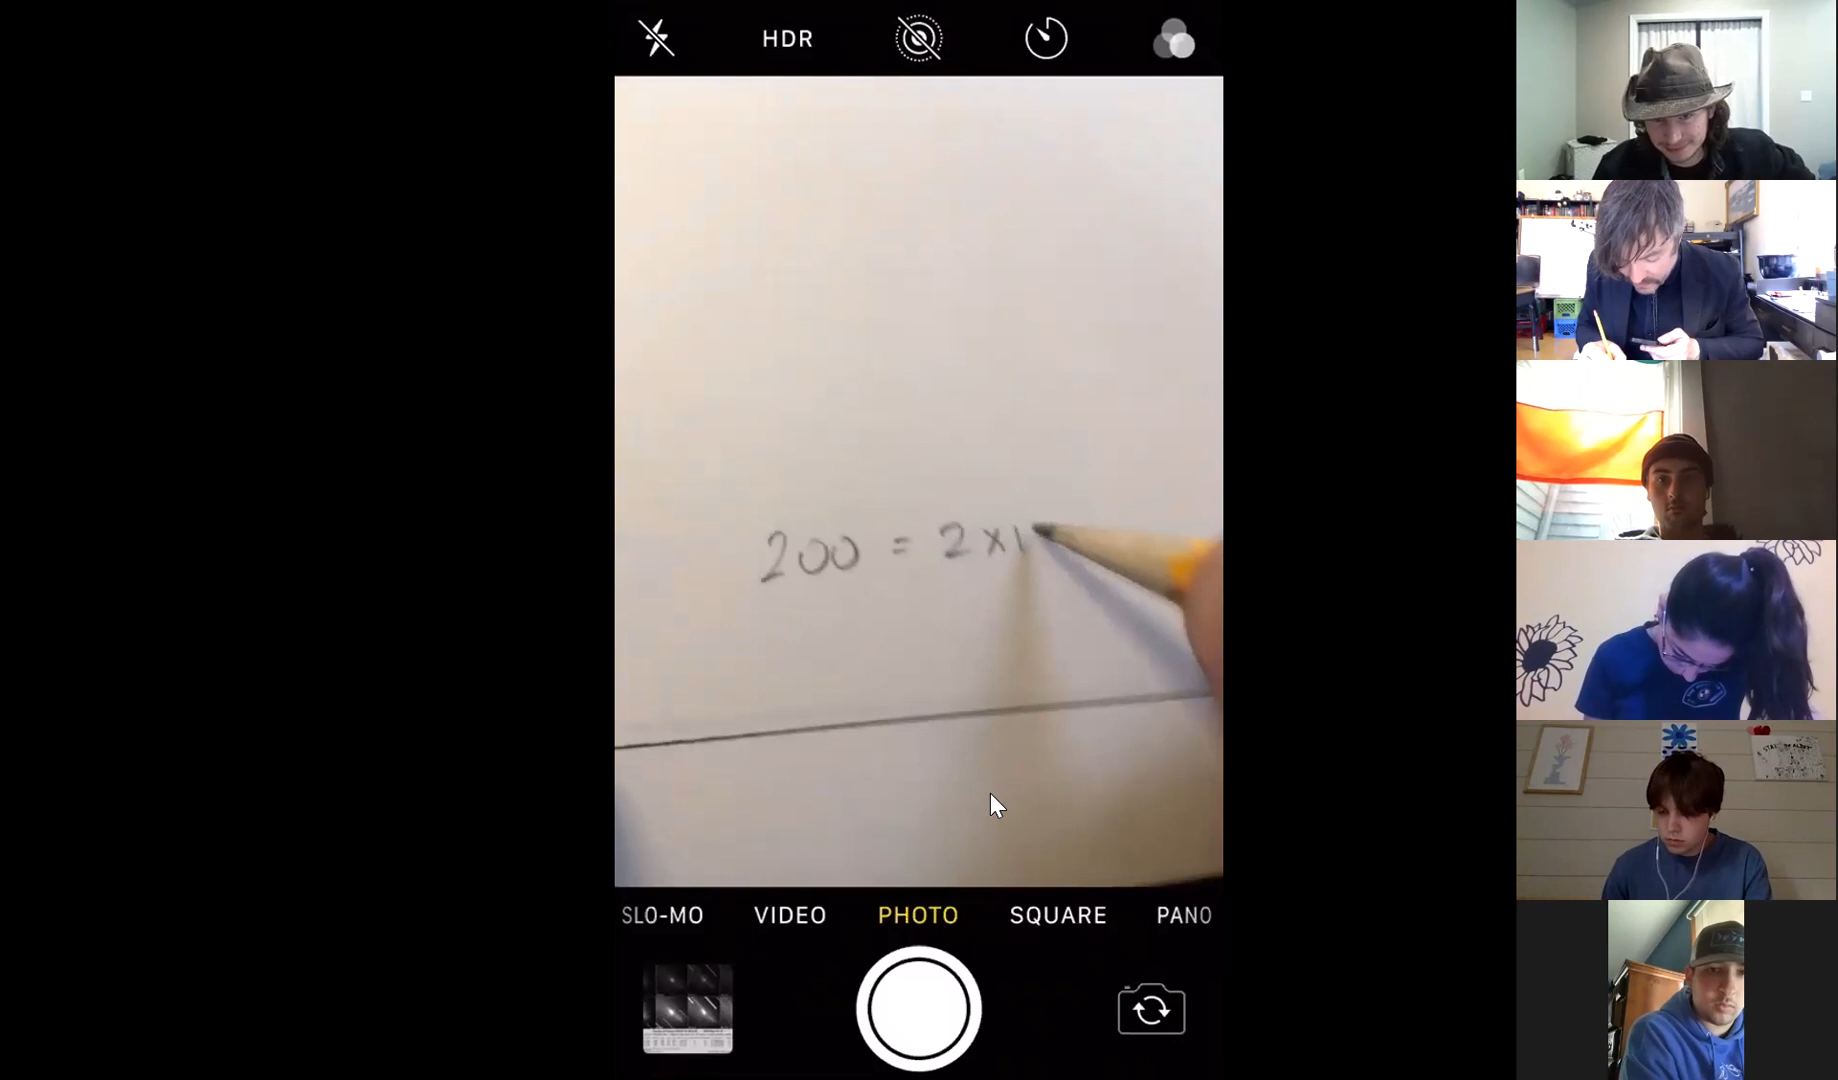 HDR
200 = 2 × 1
SLO-MO VIDEO PHOTO SQUARE PANO